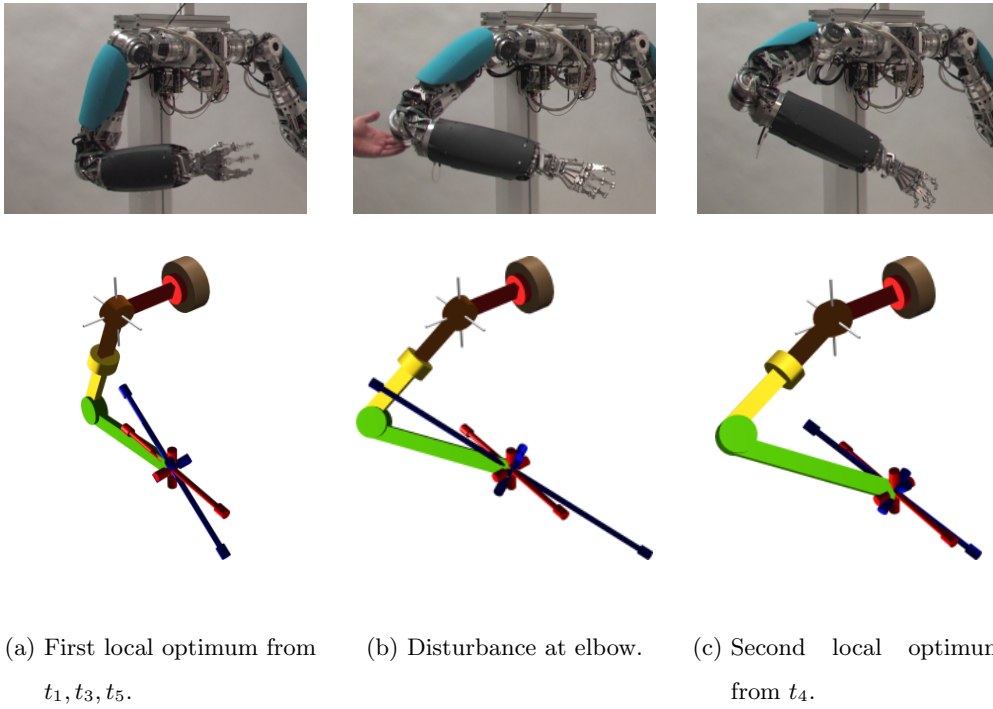 (a) First local optimum from
t₁, t₃, t₅.
(b) Disturbance at elbow.
(c) Second local optimum
from t₄.